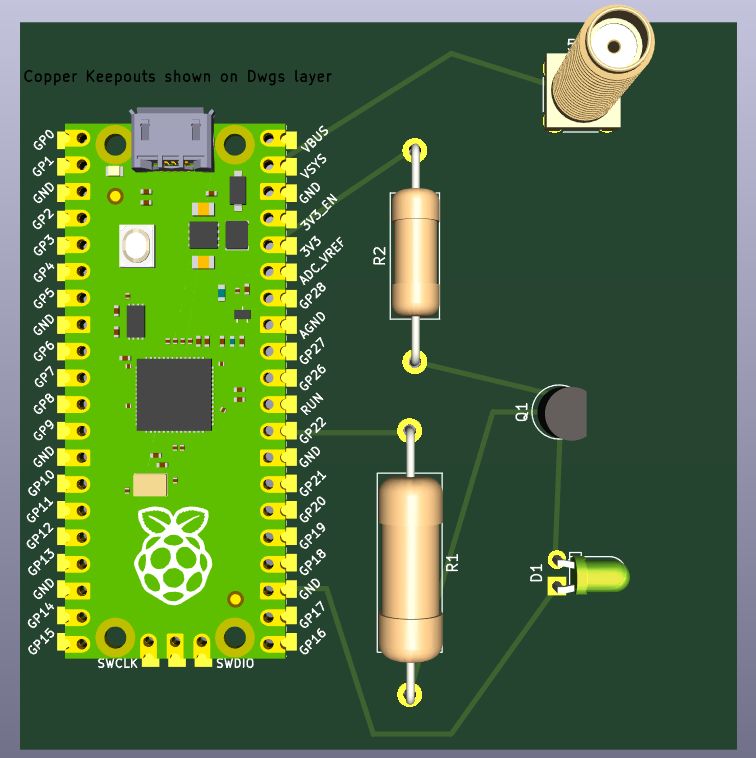 Copper Keepouts shown on Dwgs layer
GP0
GP1
GND
GP2
GP3
GP4
GP5
GND
GP6
GP7
GP8
GP9
GND
GP10
GP11
GP12
GP13
GND
GP14
GP15
VBUS
VSYS
GND
3V3_EN
3V3
ADC_VREF
GP28
AGND
GP27
GP26
RUN
GP22
GND
GP21
GP20
GP19
GP18
GND
GP17
GP16
SWCLK
SWDIO
R2
R1
Q1
D1